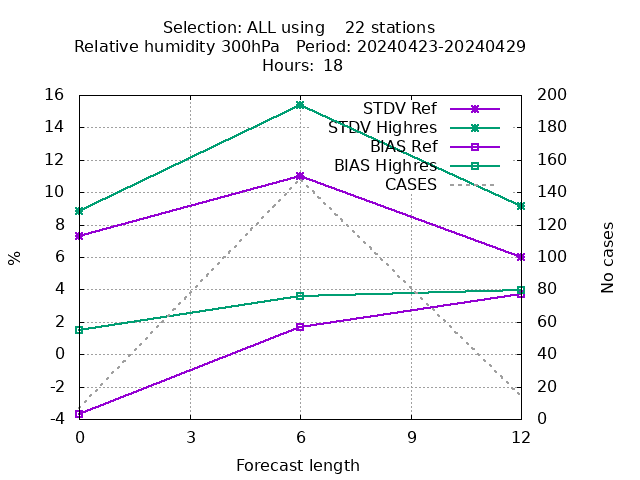 Selection: ALL using    22 stations
Relative humidity 300hPa   Period: 20240423-20240429
Hours: 18
STDV Ref
STDV Highres
BIAS Ref
BIAS Highres
CASES
16
14
12
10
8
6
4
2
0
-2
-4
%
200
180
160
140
120
100
80
60
40
20
0
No cases
0 3 6 9 12
Forecast length